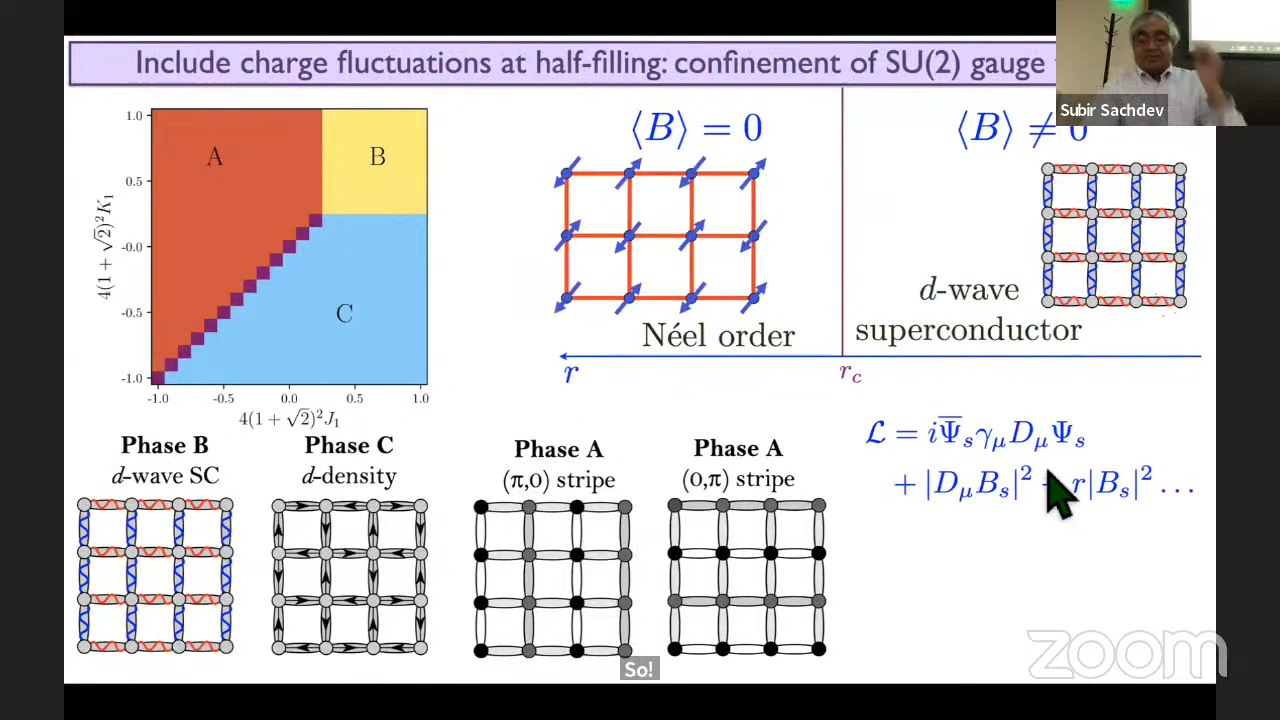 Include charge fluctuations at half-filling: confinement of SU(2) gauge
Subir Sachdev
1.0
0.5
-0.0
-0.5
-1.0
4(1 + √2)²K₁
A
B
C
-1.0 -0.5 0.0 0.5 1.0
4(1 + √2)²J₁
⟨B⟩ = 0
⟨B⟩ ≠ 0
Néel order
d-wave
superconductor
r
r_c
ℒ = iΨ̅_sγ_μD_μΨ_s
+ |D_μB_s|² r|B_s|² ...
Phase B
d-wave SC
Phase C
d-density
Phase A
(π,0) stripe
Phase A
(0,π) stripe
So!
zoom